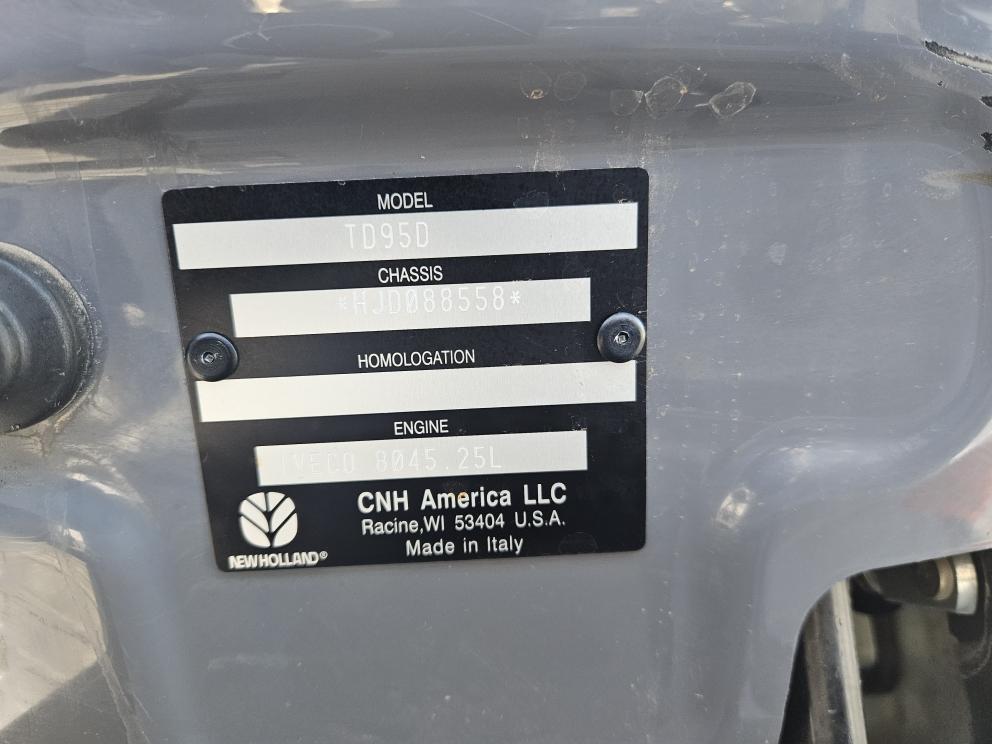 MODEL
TD95D
CHASSIS
*HJD088558*
HOMOLOGATION
ENGINE
IVECO 8045.25L
CNH America LLC
Racine,WI 53404 U.S.A.
Made in Italy
NEW HOLLAND®